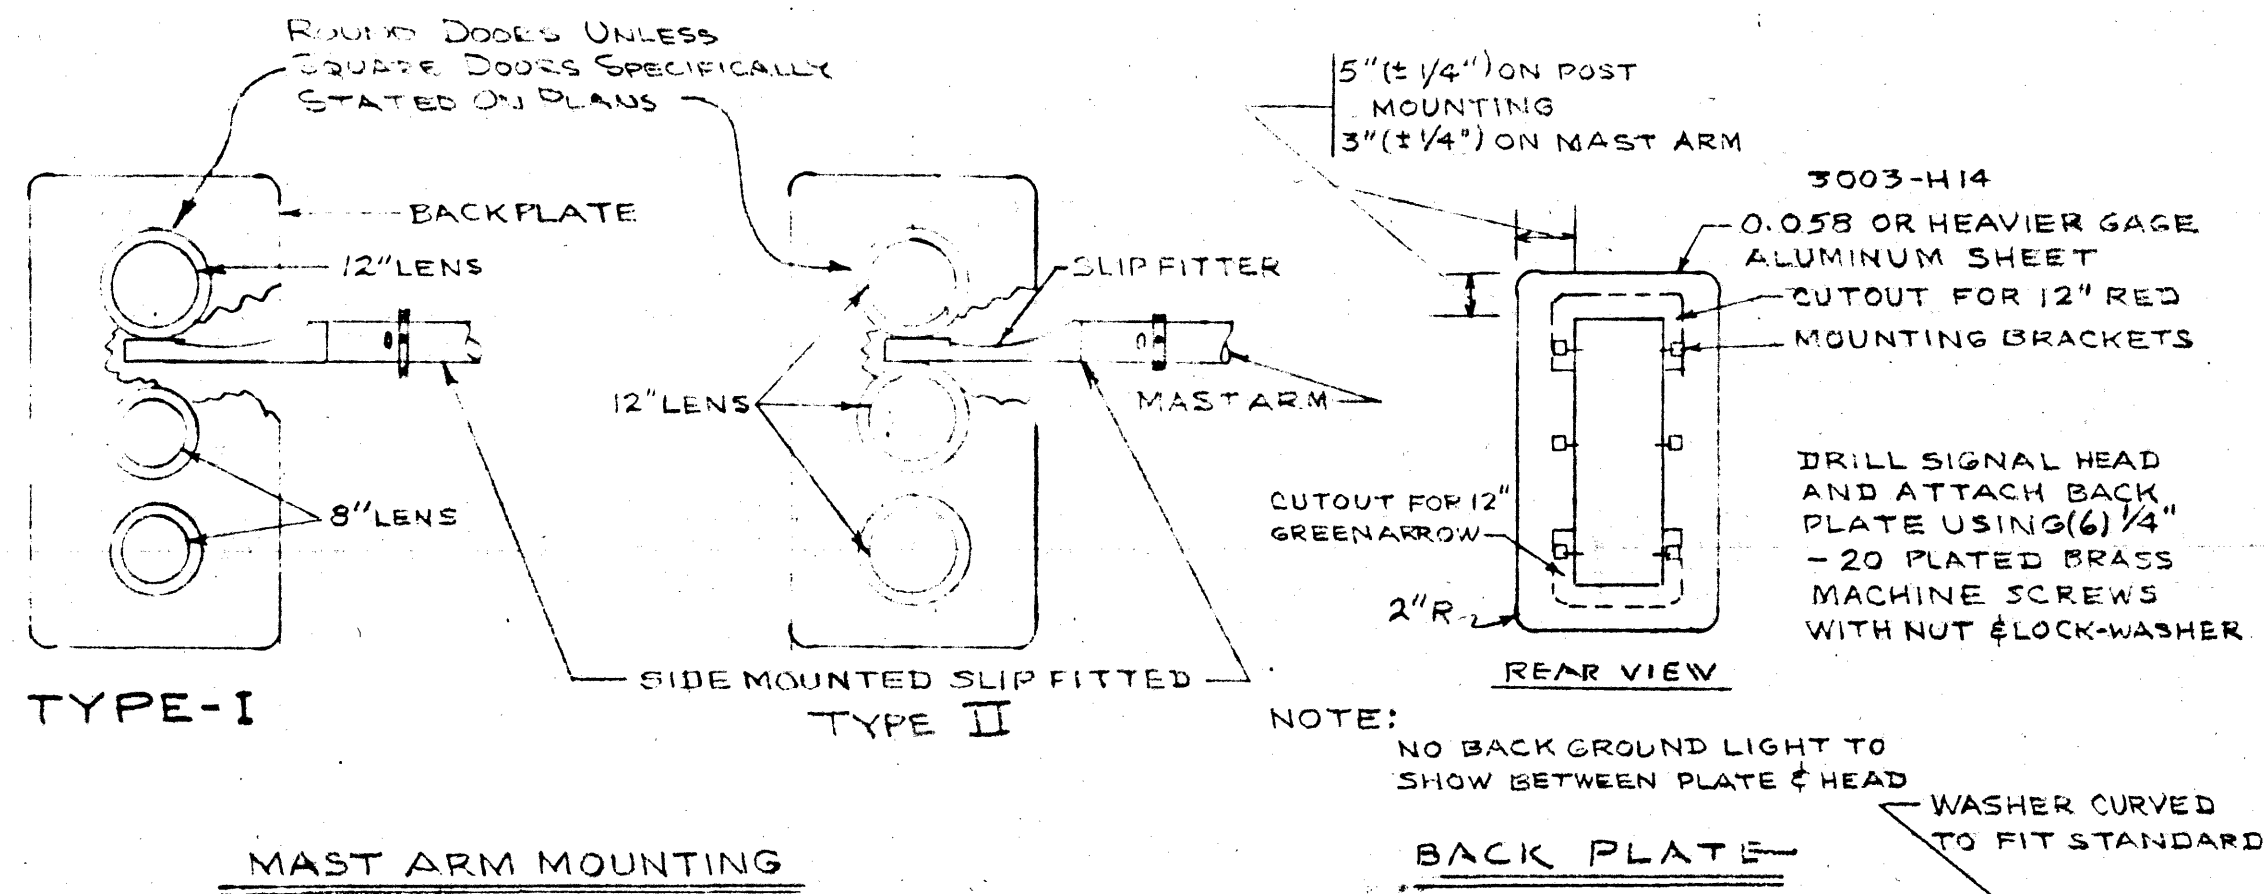 ROUND DOORS UNLESS
SQUARE DOORS SPECIFICALLY
STATED ON PLANS
BACKPLATE
12" LENS
8" LENS
TYPE-I
SLIP FITTER
12" LENS
MAST ARM
SIDE MOUNTED SLIP FITTED
TYPE II
MAST ARM MOUNTING
5" (± 1/4") ON POST
MOUNTING
3" (± 1/4") ON MAST ARM
3003-H14
0.058 OR HEAVIER GAGE
ALUMINUM SHEET
CUTOUT FOR 12" RED
MOUNTING BRACKETS
CUTOUT FOR 12"
GREEN ARROW
2"R
DRILL SIGNAL HEAD
AND ATTACH BACK
PLATE USING (6) 1/4"
- 20 PLATED BRASS
MACHINE SCREWS
WITH NUT & LOCK-WASHER
REAR VIEW
NOTE:
NO BACK GROUND LIGHT TO
SHOW BETWEEN PLATE & HEAD
BACK PLATE
WASHER CURVED
TO FIT STANDARD